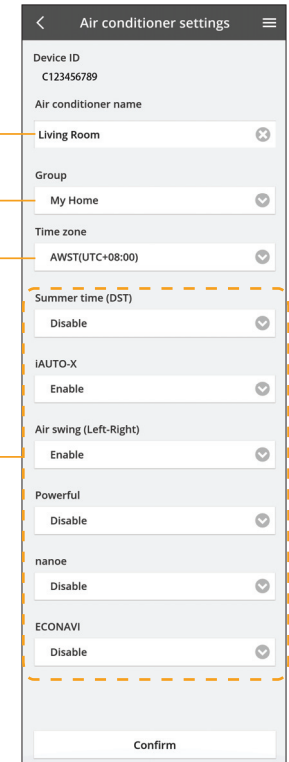 Air conditioner settings
Device ID
C123456789
Air conditioner name
Living Room
Group
My Home
Time zone
AWST(UTC+08:00)
Summer time (DST)
Disable
iAUTO-X
Enable
Air swing (Left-Right)
Enable
Powerful
Disable
nanoe
Disable
ECONAVI
Disable
Confirm